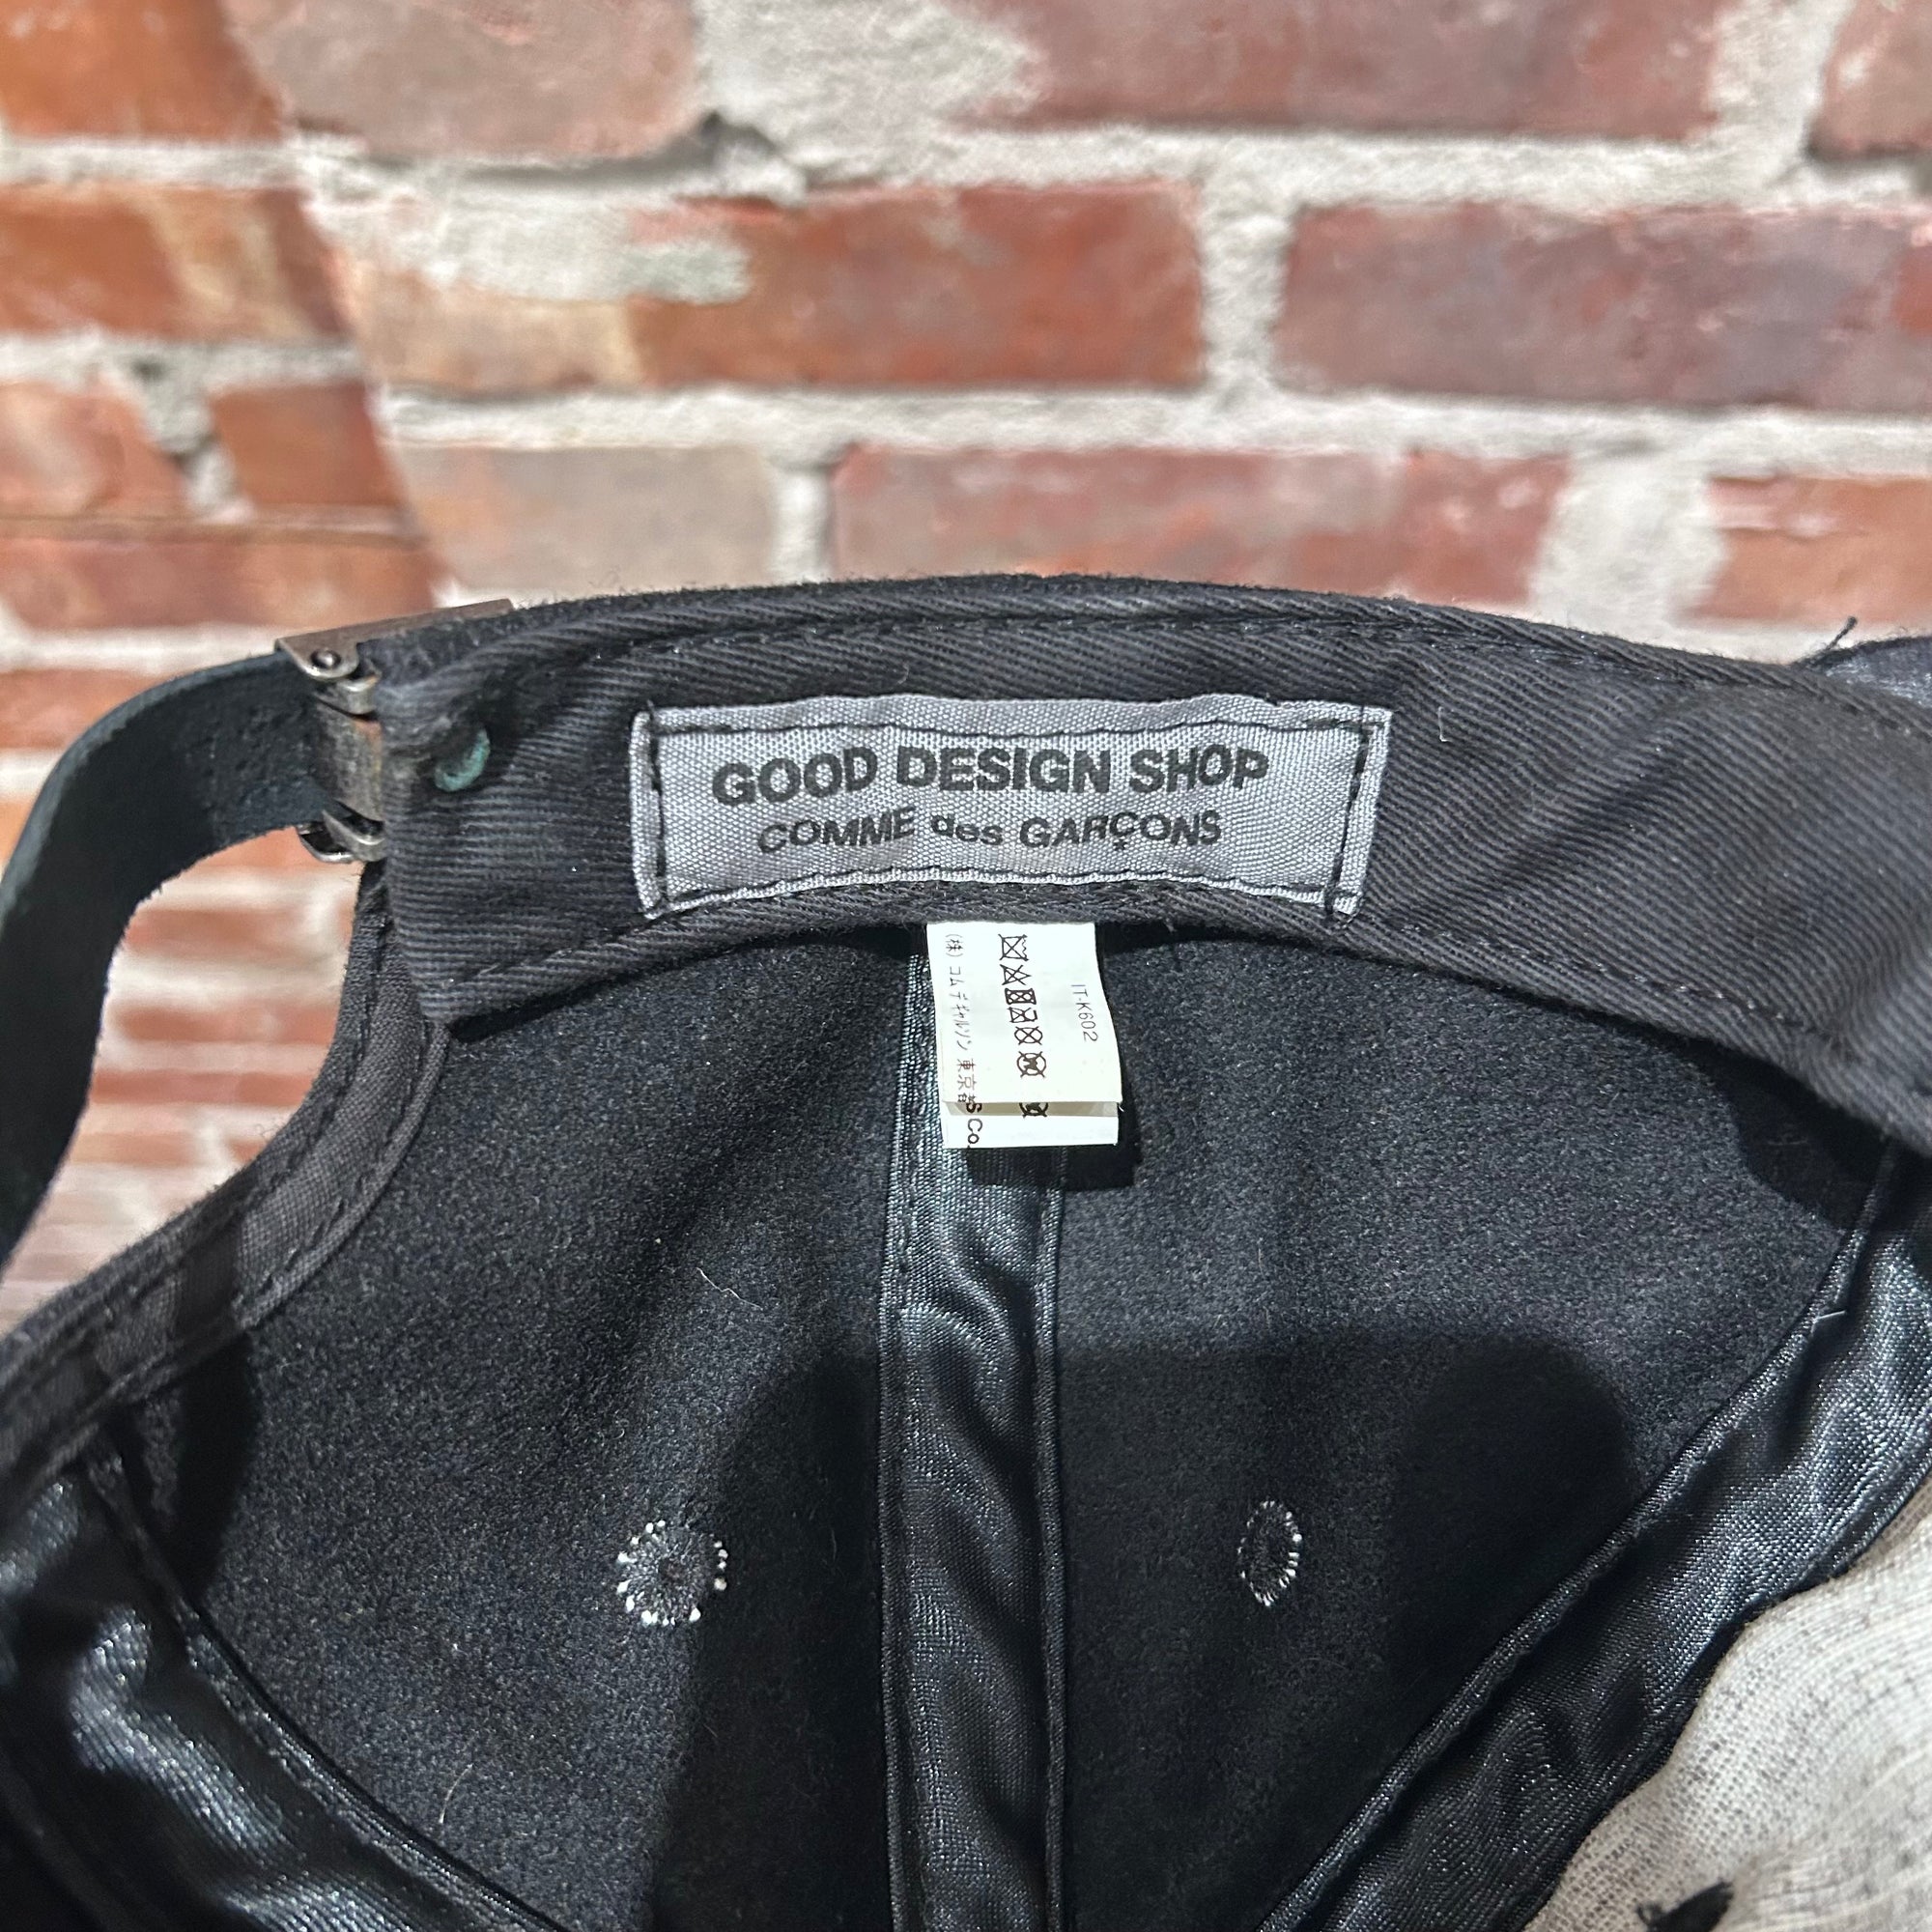 GOOD DESIGN SHOP
COMME des GARÇONS
IT-K602
(株) コム デ ギャルソン 東京都
S Co.